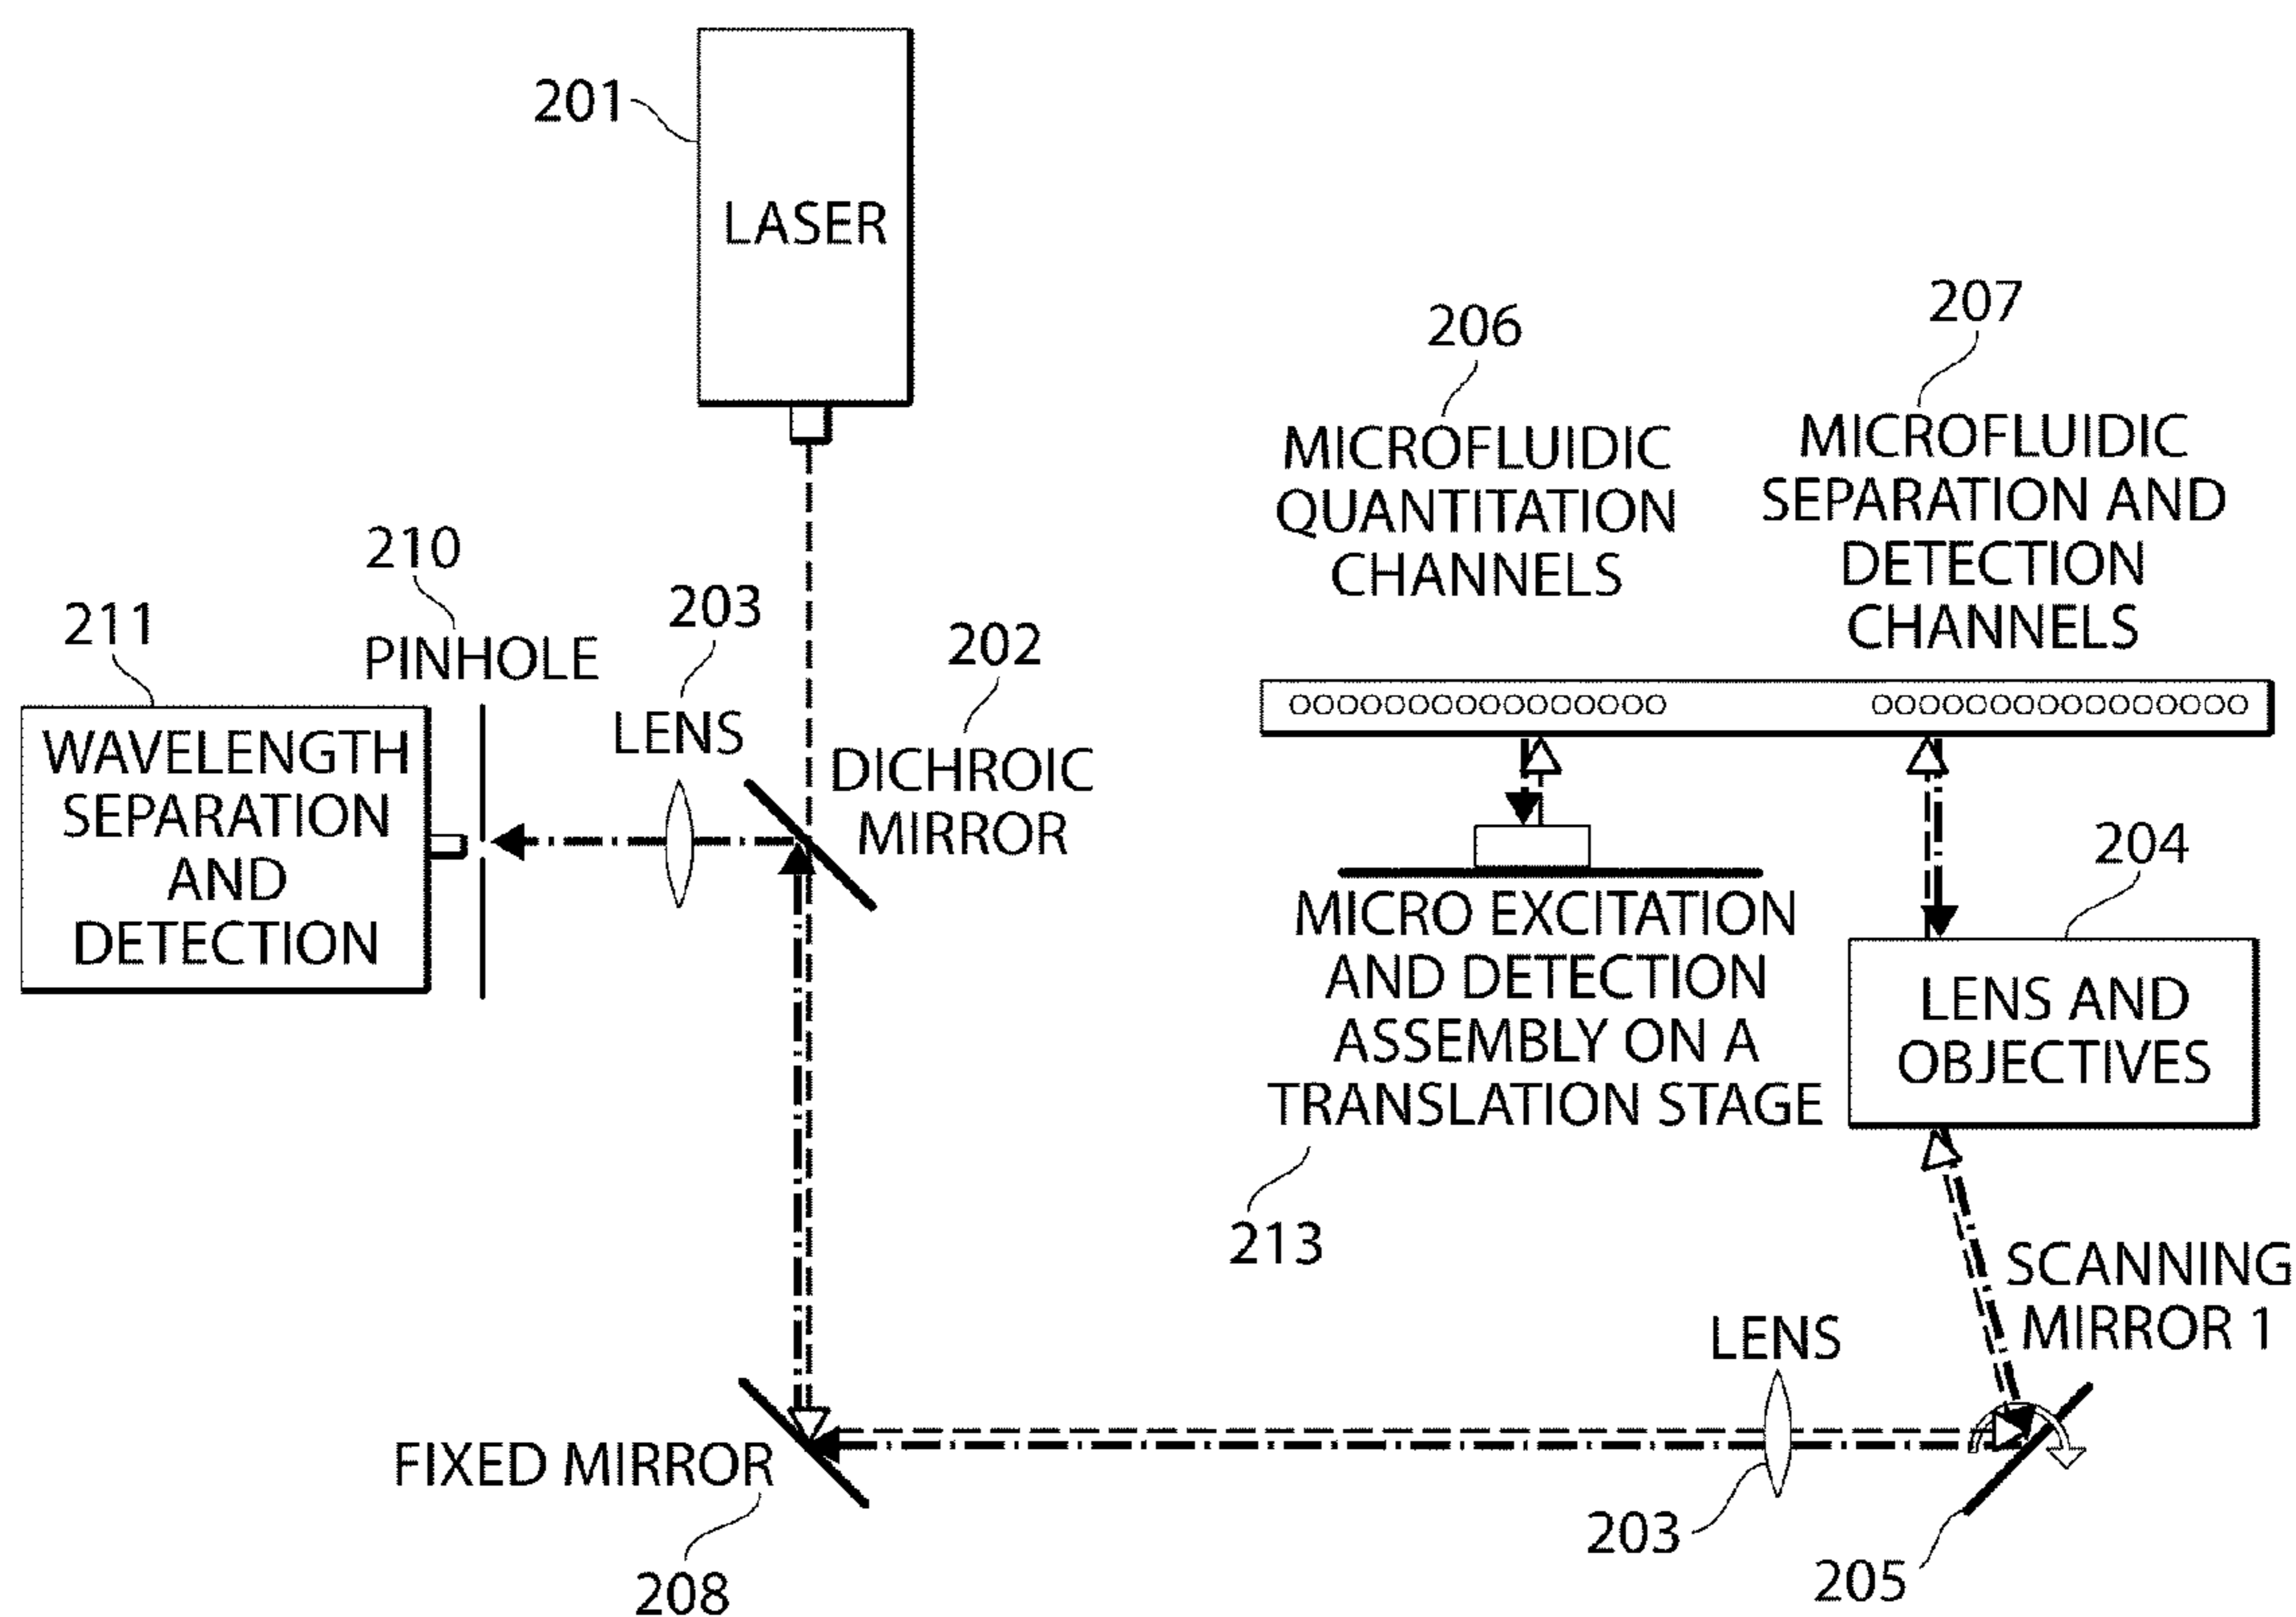 201
LASER
206
MICROFLUIDIC
QUANTITATION
CHANNELS
207
MICROFLUIDIC
SEPARATION AND
DETECTION
CHANNELS
211
WAVELENGTH
SEPARATION
AND
DETECTION
210
PINHOLE
203
LENS
202
DICHROIC
MIRROR
MICRO EXCITATION
AND DETECTION
ASSEMBLY ON A
TRANSLATION STAGE
213
204
LENS AND
OBJECTIVES
SCANNING
MIRROR 1
LENS
203
205
FIXED MIRROR
208